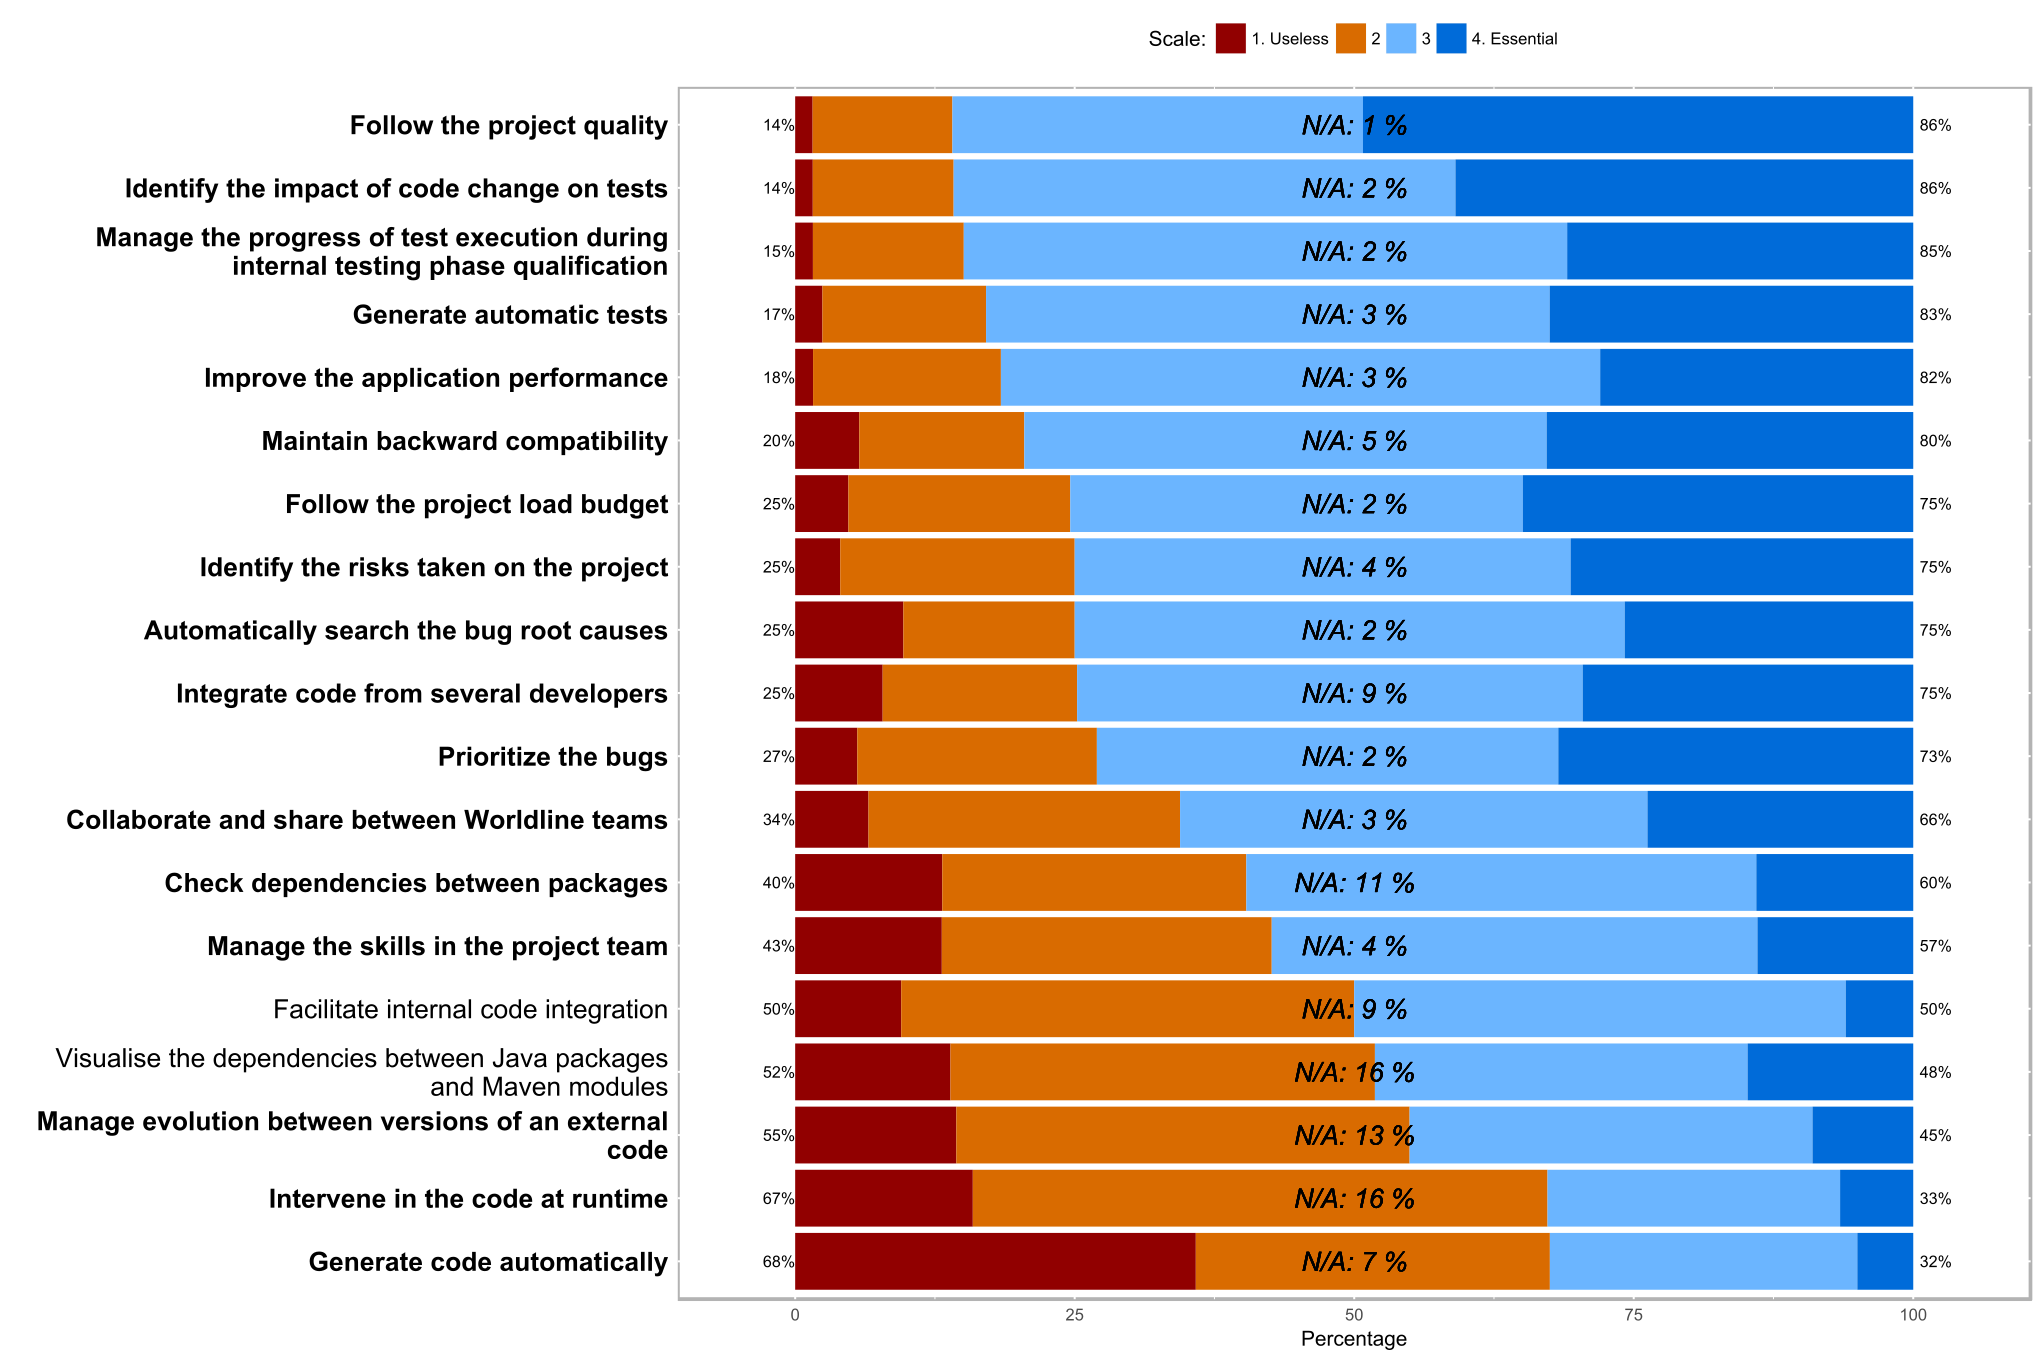 Scale: 1. Useless 2 3 4. Essential
Follow the project quality 14% N/A: 1 % 86%
Identify the impact of code change on tests 14% N/A: 2 % 86%
Manage the progress of test execution during
internal testing phase qualification 15% N/A: 2 % 85%
Generate automatic tests 17% N/A: 3 % 83%
Improve the application performance 18% N/A: 3 % 82%
Maintain backward compatibility 20% N/A: 5 % 80%
Follow the project load budget 25% N/A: 2 % 75%
Identify the risks taken on the project 25% N/A: 4 % 75%
Automatically search the bug root causes 25% N/A: 2 % 75%
Integrate code from several developers 25% N/A: 9 % 75%
Prioritize the bugs 27% N/A: 2 % 73%
Collaborate and share between Worldline teams 34% N/A: 3 % 66%
Check dependencies between packages 40% N/A: 11 % 60%
Manage the skills in the project team 43% N/A: 4 % 57%
Facilitate internal code integration 50% N/A: 9 % 50%
Visualise the dependencies between Java packages
and Maven modules 52% N/A: 16 % 48%
Manage evolution between versions of an external
code 55% N/A: 13 % 45%
Intervene in the code at runtime 67% N/A: 16 % 33%
Generate code automatically 68% N/A: 7 % 32%
0 25 50 75 100
Percentage